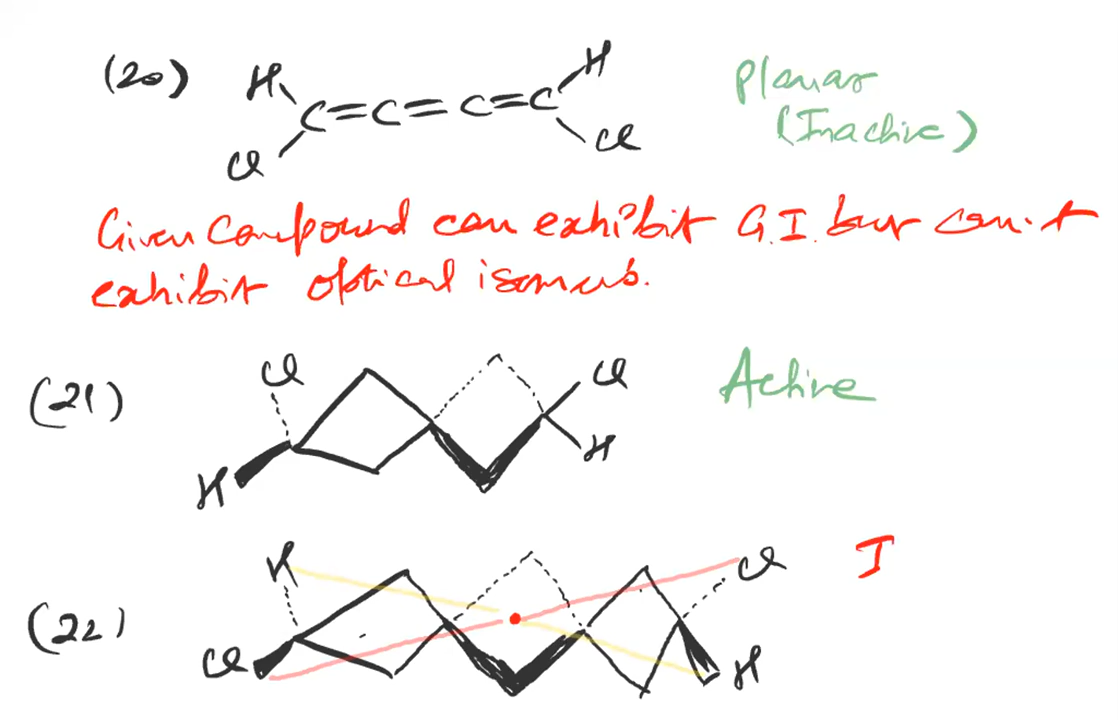 (20) H H Planar
C=C=C=C (Inactive)
Cl Cl
Given Compound can exhibit G.I. but can't
exhibit optical isomers.
(21) Cl Cl Active
H H
H Cl I
(22) Cl H